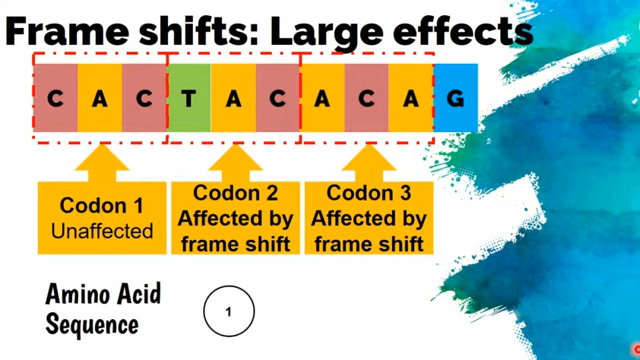 Frame shifts: Large effects
C A C T A C A C A G
Codon 1
Unaffected
Codon 2
Affected by
frame shift
Codon 3
Affected by
frame shift
Amino Acid
Sequence
1